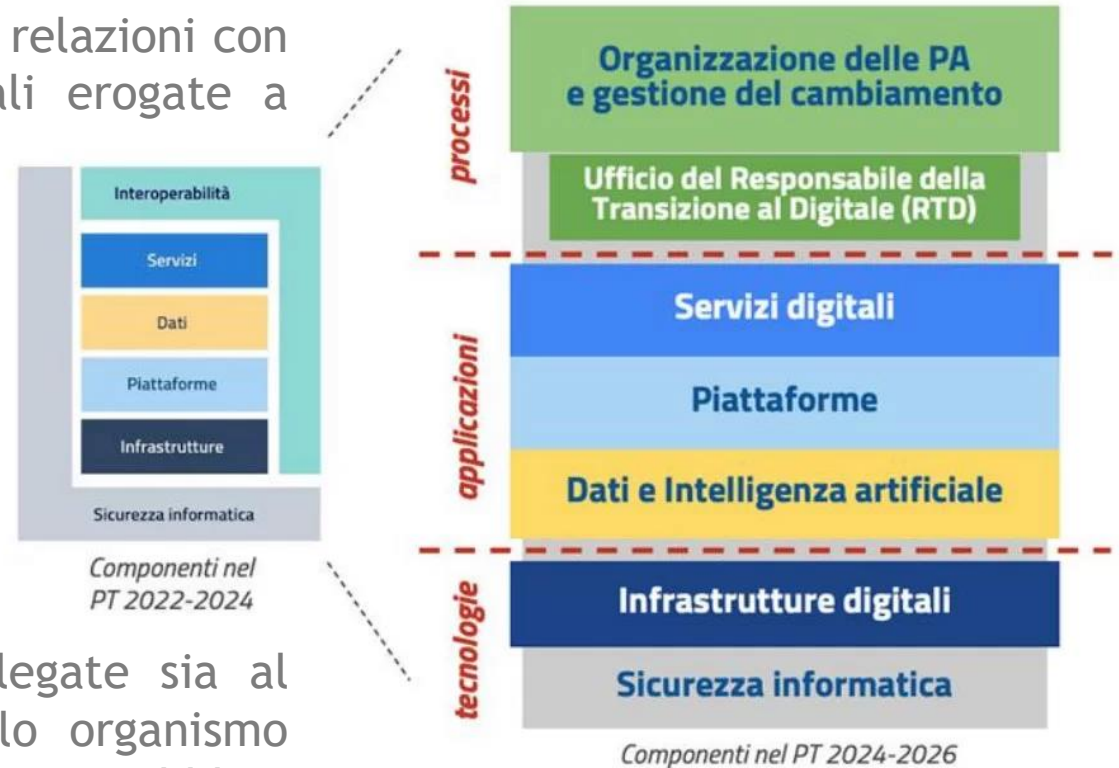 relazioni con
ali erogate a
Interoperabilità
Servizi
Dati
Piattaforme
Infrastrutture
Sicurezza informatica
Componenti nel
PT 2022-2024
legate sia al
lo organismo
processi
Organizzazione delle PA
e gestione del cambiamento
Ufficio del Responsabile della
Transizione al Digitale (RTD)
applicazioni
Servizi digitali
Piattaforme
Dati e Intelligenza artificiale
tecnologie
Infrastrutture digitali
Sicurezza informatica
Componenti nel PT 2024-2026